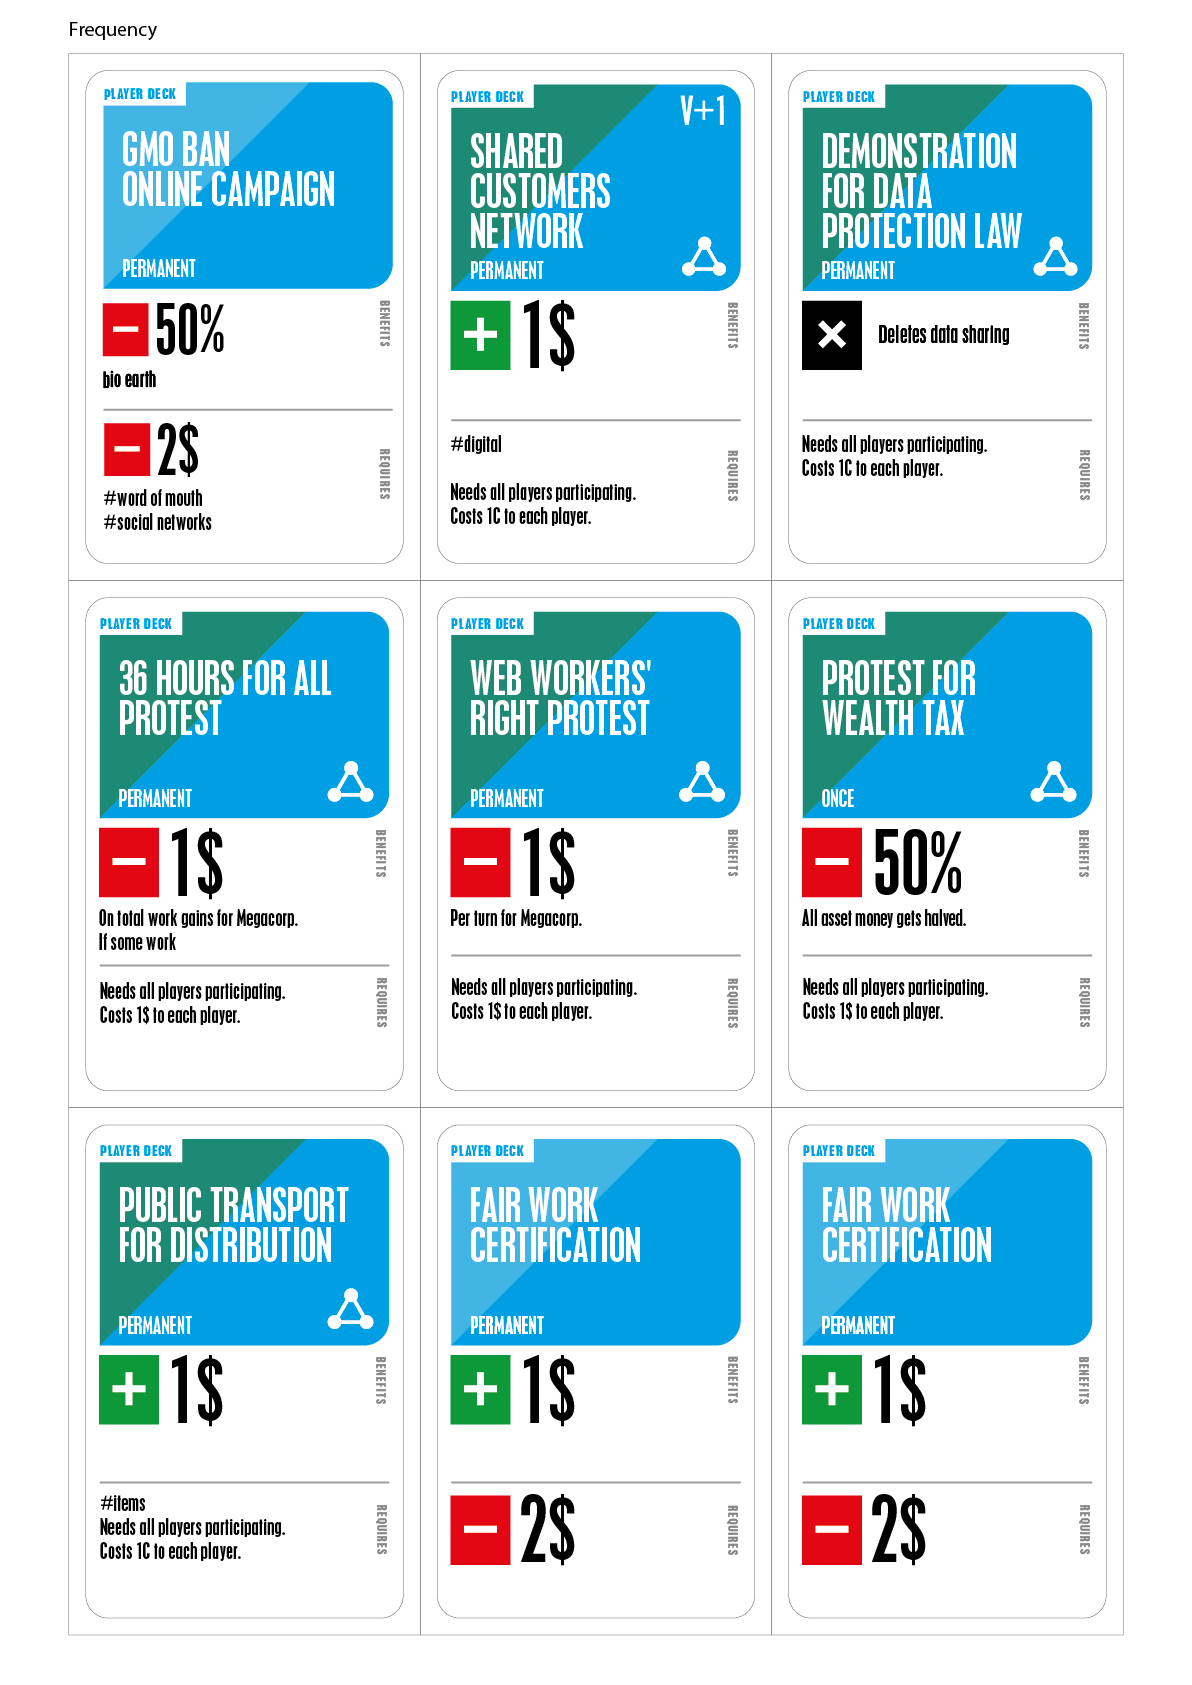 Frequency
PLAYER DECK
GMO BAN
ONLINE CAMPAIGN
PERMANENT
− 50%
BENEFITS
bio earth
− 2$
REQUIRES
#word of mouth
#social networks
PLAYER DECK
V+1
SHARED
CUSTOMERS
NETWORK
PERMANENT
+ 1$
BENEFITS
#digital
REQUIRES
Needs all players participating.
Costs 1C to each player.
PLAYER DECK
DEMONSTRATION
FOR DATA
PROTECTION LAW
PERMANENT
× Deletes data sharing
BENEFITS
Needs all players participating.
Costs 1C to each player.
REQUIRES
PLAYER DECK
36 HOURS FOR ALL
PROTEST
PERMANENT
− 1$
BENEFITS
On total work gains for Megacorp.
If some work
Needs all players participating.
Costs 1$ to each player.
REQUIRES
PLAYER DECK
WEB WORKERS'
RIGHT PROTEST
PERMANENT
− 1$
BENEFITS
Per turn for Megacorp.
Needs all players participating.
Costs 1$ to each player.
REQUIRES
PLAYER DECK
PROTEST FOR
WEALTH TAX
ONCE
− 50%
BENEFITS
All asset money gets halved.
Needs all players participating.
Costs 1$ to each player.
REQUIRES
PLAYER DECK
PUBLIC TRANSPORT
FOR DISTRIBUTION
PERMANENT
+ 1$
BENEFITS
#items
Needs all players participating.
Costs 1C to each player.
REQUIRES
PLAYER DECK
FAIR WORK
CERTIFICATION
PERMANENT
+ 1$
BENEFITS
− 2$
REQUIRES
PLAYER DECK
FAIR WORK
CERTIFICATION
PERMANENT
+ 1$
BENEFITS
− 2$
REQUIRES